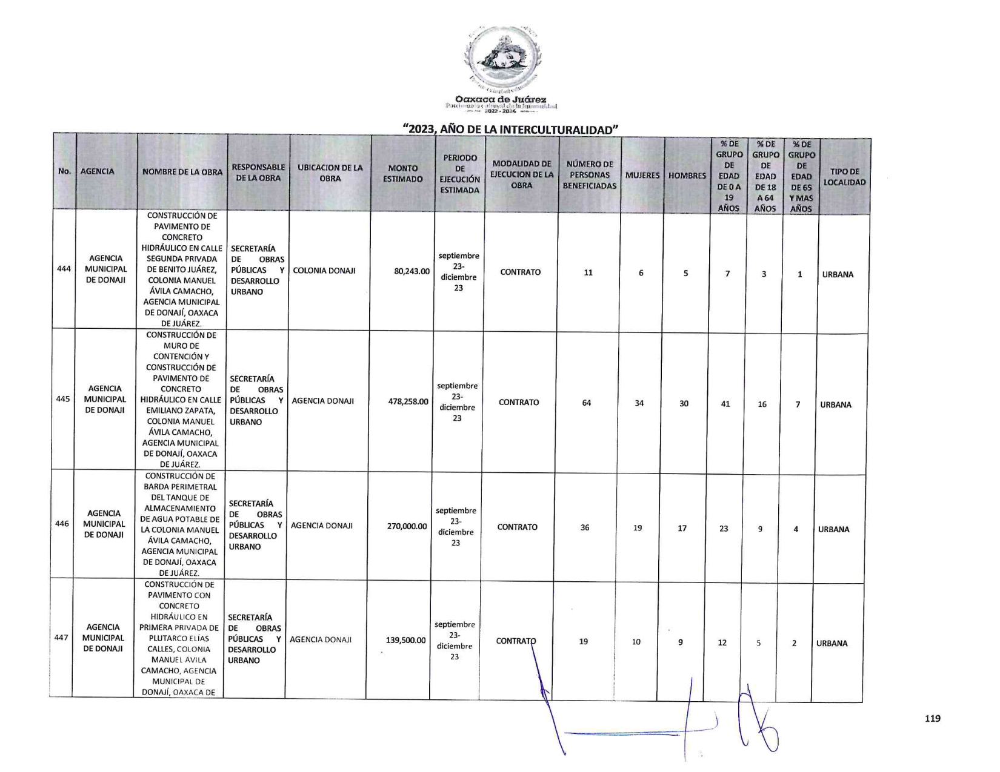 Oaxaca de Juárez
Patrimonio cultural de la humanidad
2022 - 2024
“2023, AÑO DE LA INTERCULTURALIDAD”
No.
AGENCIA
NOMBRE DE LA OBRA
RESPONSABLE
DE LA OBRA
UBICACION DE LA
OBRA
MONTO
ESTIMADO
PERIODO
DE
EJECUCIÓN
ESTIMADA
MODALIDAD DE
EJECUCION DE LA
OBRA
NÚMERO DE
PERSONAS
BENEFICIADAS
MUJERES
HOMBRES
% DE
GRUPO
DE
EDAD
DE 0 A
19
AÑOS
% DE
GRUPO
DE
EDAD
DE 18
A 64
AÑOS
% DE
GRUPO
DE
EDAD
DE 65
Y MAS
AÑOS
TIPO DE
LOCALIDAD
444
AGENCIA
MUNICIPAL
DE DONAJI
CONSTRUCCIÓN DE
PAVIMENTO DE
CONCRETO
HIDRÁULICO EN CALLE
SEGUNDA PRIVADA
DE BENITO JUÁREZ,
COLONIA MANUEL
ÁVILA CAMACHO,
AGENCIA MUNICIPAL
DE DONAJÍ, OAXACA
DE JUÁREZ.
SECRETARÍA
DE OBRAS
PÚBLICAS Y
DESARROLLO
URBANO
COLONIA DONAJI
80,243.00
septiembre
23-
diciembre
23
CONTRATO
11
6
5
7
3
1
URBANA
445
AGENCIA
MUNICIPAL
DE DONAJI
CONSTRUCCIÓN DE
MURO DE
CONTENCIÓN Y
CONSTRUCCIÓN DE
PAVIMENTO DE
CONCRETO
HIDRÁULICO EN CALLE
EMILIANO ZAPATA,
COLONIA MANUEL
ÁVILA CAMACHO,
AGENCIA MUNICIPAL
DE DONAJÍ, OAXACA
DE JUÁREZ.
SECRETARÍA
DE OBRAS
PÚBLICAS Y
DESARROLLO
URBANO
AGENCIA DONAJI
478,258.00
septiembre
23-
diciembre
23
CONTRATO
64
34
30
41
16
7
URBANA
446
AGENCIA
MUNICIPAL
DE DONAJI
CONSTRUCCIÓN DE
BARDA PERIMETRAL
DEL TANQUE DE
ALMACENAMIENTO
DE AGUA POTABLE DE
LA COLONIA MANUEL
ÁVILA CAMACHO,
AGENCIA MUNICIPAL
DE DONAJÍ, OAXACA
DE JUÁREZ.
SECRETARÍA
DE OBRAS
PÚBLICAS Y
DESARROLLO
URBANO
AGENCIA DONAJI
270,000.00
septiembre
23-
diciembre
23
CONTRATO
36
19
17
23
9
4
URBANA
447
AGENCIA
MUNICIPAL
DE DONAJI
CONSTRUCCIÓN DE
PAVIMENTO CON
CONCRETO
HIDRÁULICO EN
PRIMERA PRIVADA DE
PLUTARCO ELÍAS
CALLES, COLONIA
MANUEL ÁVILA
CAMACHO, AGENCIA
MUNICIPAL DE
DONAJÍ, OAXACA DE
SECRETARÍA
DE OBRAS
PÚBLICAS Y
DESARROLLO
URBANO
AGENCIA DONAJI
139,500.00
septiembre
23-
diciembre
23
CONTRATO
19
10
9
12
5
2
URBANA
119